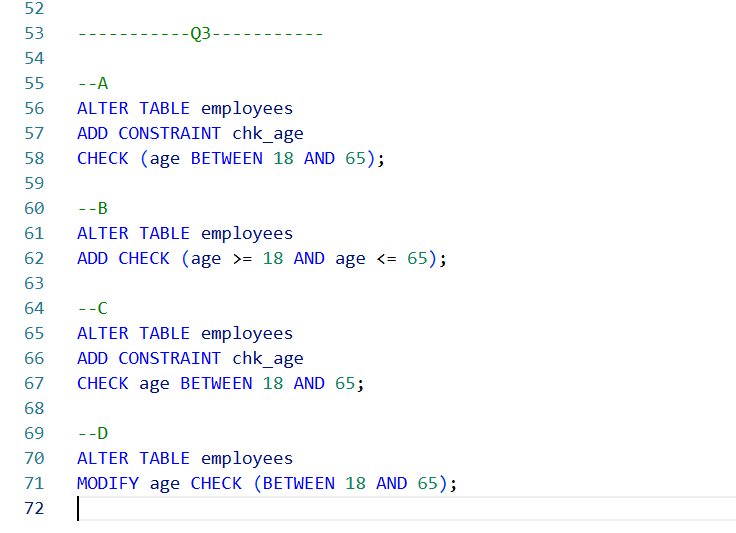 52
53 -----------Q3-----------
54
55 --A
56 ALTER TABLE employees
57 ADD CONSTRAINT chk_age
58 CHECK (age BETWEEN 18 AND 65);
59
60 --B
61 ALTER TABLE employees
62 ADD CHECK (age >= 18 AND age <= 65);
63
64 --C
65 ALTER TABLE employees
66 ADD CONSTRAINT chk_age
67 CHECK age BETWEEN 18 AND 65;
68
69 --D
70 ALTER TABLE employees
71 MODIFY age CHECK (BETWEEN 18 AND 65);
72